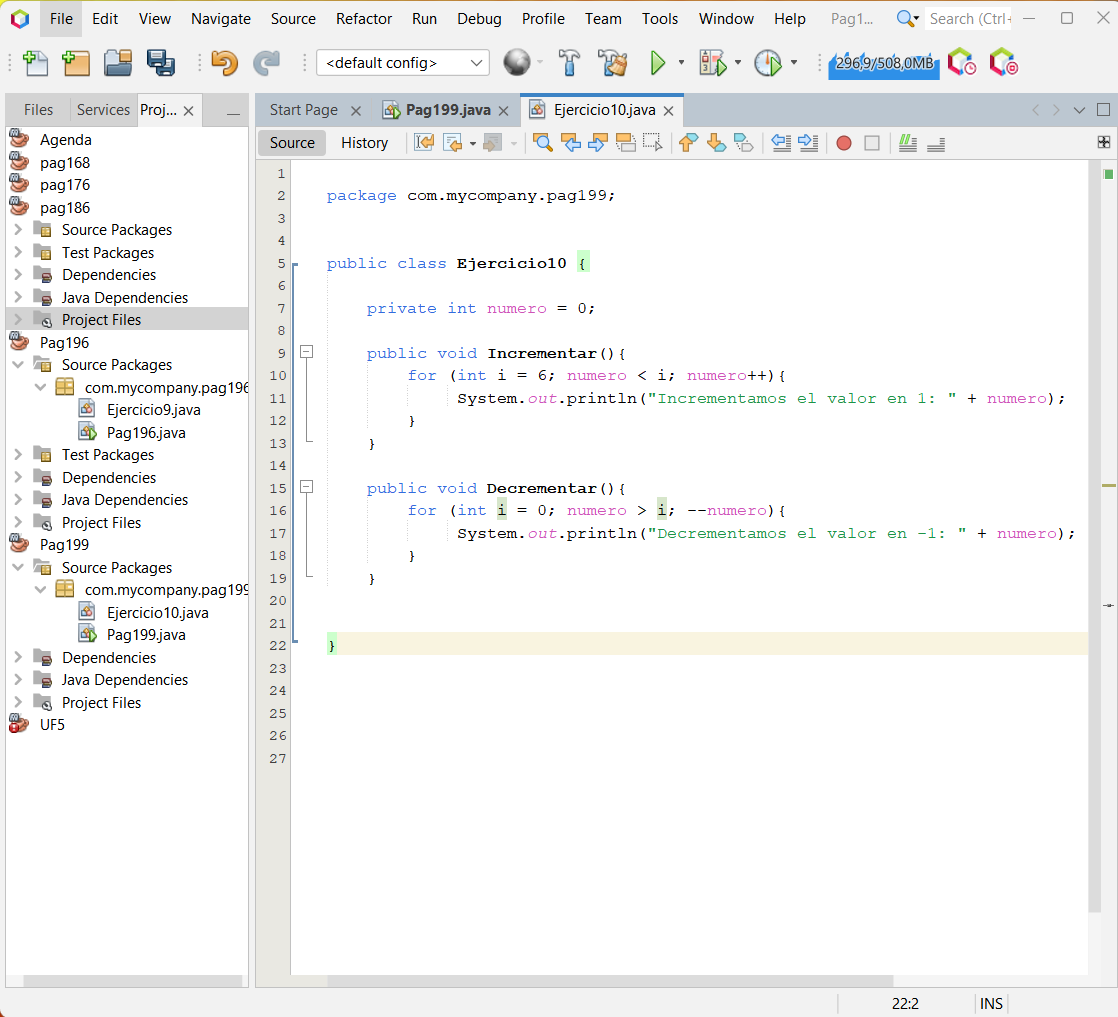 File Edit View Navigate Source Refactor Run Debug Profile Team Tools Window Help Pag1... Search (Ctrl+
<default config> 296,9/508,0MB
Files Services Proj...
Start Page Pag199.java Ejercicio10.java
Source History
Agenda
pag168
pag176
pag186
Source Packages
Test Packages
Dependencies
Java Dependencies
Project Files
Pag196
Source Packages
com.mycompany.pag196
Ejercicio9.java
Pag196.java
Test Packages
Dependencies
Java Dependencies
Project Files
Pag199
Source Packages
com.mycompany.pag199
Ejercicio10.java
Pag199.java
Dependencies
Java Dependencies
Project Files
UF5
1
2 package com.mycompany.pag199;
3
4
5 public class Ejercicio10 {
6
7 private int numero = 0;
8
9 public void Incrementar(){
10 for (int i = 6; numero < i; numero++){
11 System.out.println("Incrementamos el valor en 1: " + numero);
12 }
13 }
14
15 public void Decrementar(){
16 for (int i = 0; numero > i; --numero){
17 System.out.println("Decrementamos el valor en -1: " + numero);
18 }
19 }
20
21
22 }
23
24
25
26
27
22:2 INS